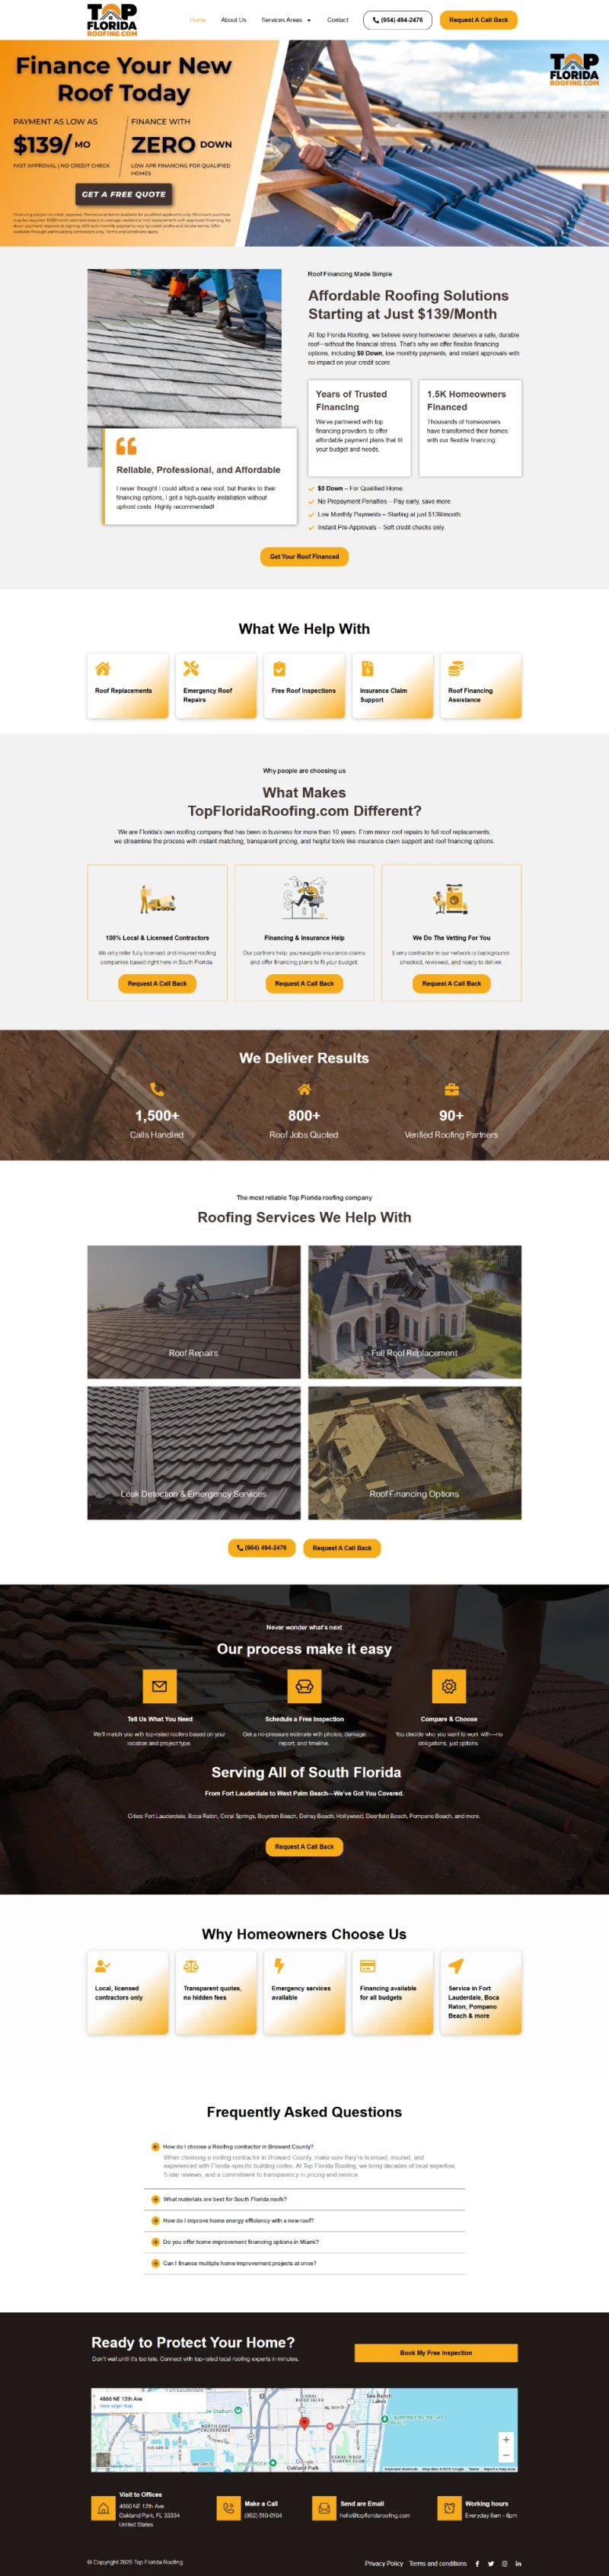 TOP
FLORIDA
ROOFING.COM
Home
About Us
Services Areas
Contact
(954) 494-2476
Request A Call Back
Finance Your New
Roof Today
PAYMENT AS LOW AS
$139/ MO
FAST APPROVAL | NO CREDIT CHECK
FINANCE WITH
ZERO DOWN
LOW APR FINANCING FOR QUALIFIED
HOMES
GET A FREE QUOTE
TOP
FLORIDA
ROOFING.COM
Roof Financing Made Simple
Affordable Roofing Solutions
Starting at Just $139/Month
At Top Florida Roofing, we believe every homeowner deserves a safe, durable
roof—without the financial stress. That's why we offer flexible financing
options, including $0 Down, low monthly payments, and instant approvals with
no impact on your credit score.
Years of Trusted
Financing
We've partnered with top
financing providers to offer
affordable payment plans that fit
your budget and needs.
1.5K Homeowners
Financed
Thousands of homeowners
have transformed their homes
with our flexible financing.
Reliable, Professional, and Affordable
I never thought I could afford a new roof, but thanks to their
financing options, I got a high-quality installation without
upfront costs. Highly recommended!
$0 Down – For Qualified Home.
No Prepayment Penalties – Pay early, save more.
Low Monthly Payments – Starting at just $139/month.
Instant Pre-Approvals – Soft credit checks only.
Get Your Roof Financed
What We Help With
Roof Replacements
Emergency Roof
Repairs
Free Roof Inspections
Insurance Claim
Support
Roof Financing
Assistance
Why people are choosing us
What Makes
TopFloridaRoofing.com Different?
We are Florida's own roofing company that has been in business for more than 10 years. From minor roof repairs to full roof replacements,
we streamline the process with instant matching, transparent pricing, and helpful tools like insurance claim support and roof financing options.
100% Local & Licensed Contractors
We only refer fully licensed and insured roofing
companies based right here in South Florida.
Request A Call Back
Financing & Insurance Help
Our partners help you navigate insurance claims
and offer financing plans to fit your budget.
Request A Call Back
We Do The Vetting For You
Every contractor in our network is background-
checked, reviewed, and ready to deliver.
Request A Call Back
We Deliver Results
1,500+
Calls Handled
800+
Roof Jobs Quoted
90+
Verified Roofing Partners
The most reliable Top Florida roofing company
Roofing Services We Help With
Roof Repairs
Full Roof Replacement
Leak Detection & Emergency Services
Roof Financing Options
(954) 494-2476
Request A Call Back
Never wonder what's next
Our process make it easy
Tell Us What You Need
We'll match you with top-rated roofers based on your
location and project type.
Schedule a Free Inspection
Get a no-pressure estimate with photos, damage
report, and timeline.
Compare & Choose
You decide who you want to work with—no
obligations, just options.
Serving All of South Florida
From Fort Lauderdale to West Palm Beach—We've Got You Covered.
Cities: Fort Lauderdale, Boca Raton, Coral Springs, Boynton Beach, Delray Beach, Hollywood, Deerfield Beach, Pompano Beach, and more.
Request A Call Back
Why Homeowners Choose Us
Local, licensed
contractors only
Transparent quotes,
no hidden fees
Emergency services
available
Financing available
for all budgets
Service in Fort
Lauderdale, Boca
Raton, Pompano
Beach & more
Frequently Asked Questions
How do I choose a Roofing contractor in Broward County?
When choosing a roofing contractor in Broward County, make sure they're licensed, insured, and
experienced with Florida-specific building codes. At Top Florida Roofing, we bring decades of local expertise,
5-star reviews, and a commitment to transparency in pricing and service
What materials are best for South Florida roofs?
How do I improve home energy efficiency with a new roof?
Do you offer home improvement financing options in Miami?
Can I finance multiple home improvement projects at once?
Ready to Protect Your Home?
Don't wait until it's too late. Connect with top-rated local roofing experts in minutes.
Book My Free Inspection
4860 NE 12th Ave
View larger map
Oakland Park
Visit to Offices
4860 NE 12th Ave
Oakland Park, FL 33334
United States
Make a Call
(902) 510-0104
Send are Email
hello@topfloridaroofing.com
Working hours
Everyday 8am - 6pm
© Copyright 2025 Top Florida Roofing
Privacy Policy
Terms and conditions